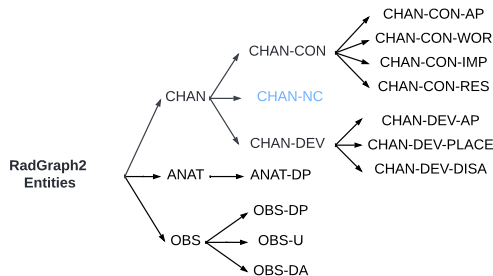 CHAN-CON-AP
CHAN-CON-WOR
CHAN-CON
CHAN-CON-IMP
CHAN-CON-RES
CHAN
CHAN-NC
CHAN-DEV-AP
CHAN-DEV
CHAN-DEV-PLACE
CHAN-DEV-DISA
RadGraph2
Entities
ANAT
ANAT-DP
OBS-DP
OBS
OBS-U
OBS-DA